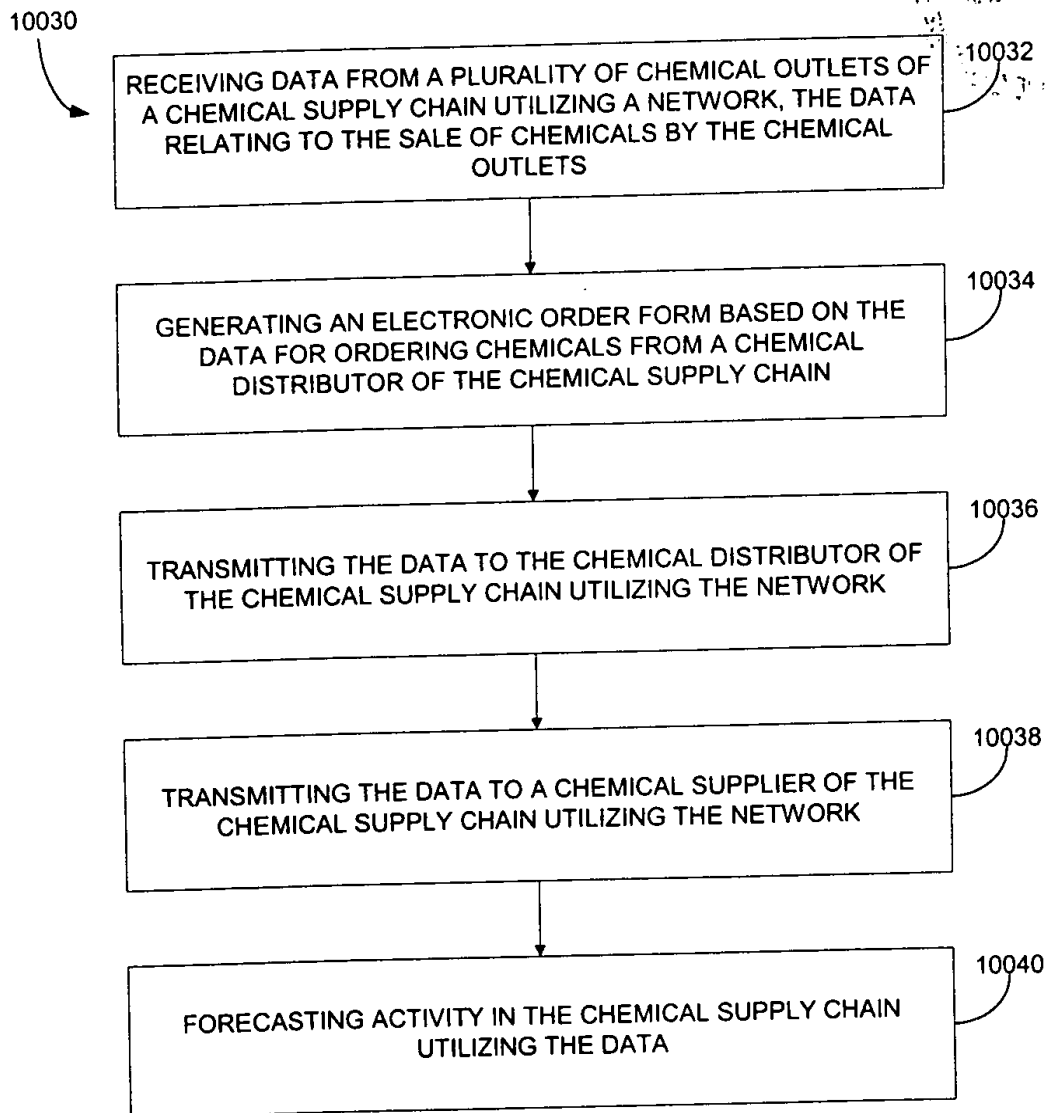 10030
10032
RECEIVING DATA FROM A PLURALITY OF CHEMICAL OUTLETS OF
A CHEMICAL SUPPLY CHAIN UTILIZING A NETWORK, THE DATA
RELATING TO THE SALE OF CHEMICALS BY THE CHEMICAL
OUTLETS
10034
GENERATING AN ELECTRONIC ORDER FORM BASED ON THE
DATA FOR ORDERING CHEMICALS FROM A CHEMICAL
DISTRIBUTOR OF THE CHEMICAL SUPPLY CHAIN
10036
TRANSMITTING THE DATA TO THE CHEMICAL DISTRIBUTOR OF
THE CHEMICAL SUPPLY CHAIN UTILIZING THE NETWORK
10038
TRANSMITTING THE DATA TO A CHEMICAL SUPPLIER OF THE
CHEMICAL SUPPLY CHAIN UTILIZING THE NETWORK
10040
FORECASTING ACTIVITY IN THE CHEMICAL SUPPLY CHAIN
UTILIZING THE DATA